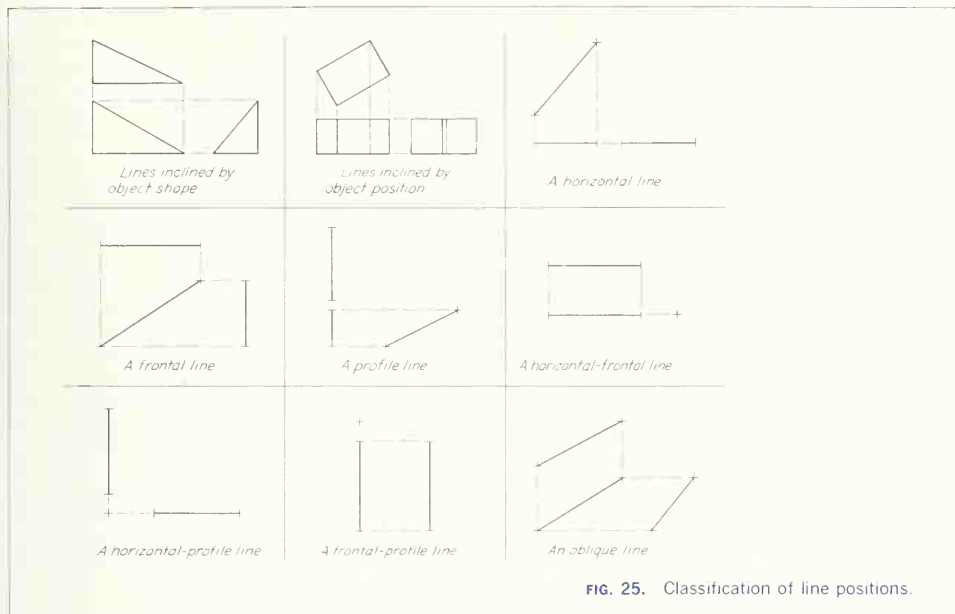 Lines inclined by
object shape
Lines inclined by
object position
A horizontal line
A frontal line
A profile line
A horizontal-frontal line
A horizontal-profile line
A frontal-profile line
An oblique line
FIG. 25. Classification of line positions.